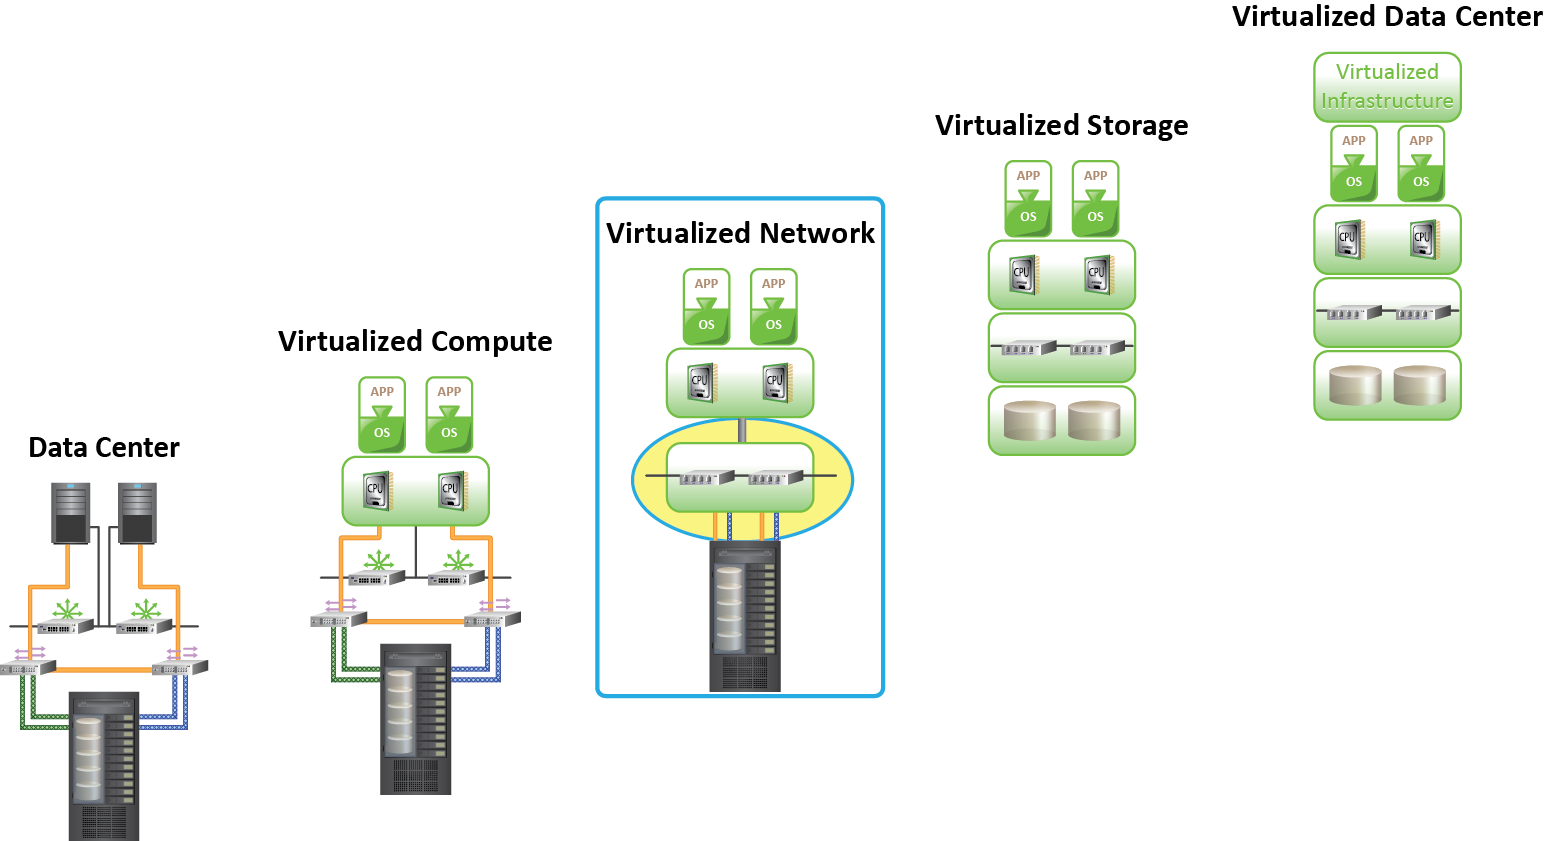 Virtualized Data Center
Virtualized
Infrastructure
APP APP
OS OS
CPU CPU
Virtualized Storage
APP APP
OS OS
CPU CPU
Virtualized Network
APP APP
OS OS
CPU CPU
Virtualized Compute
APP APP
OS OS
CPU CPU
Data Center